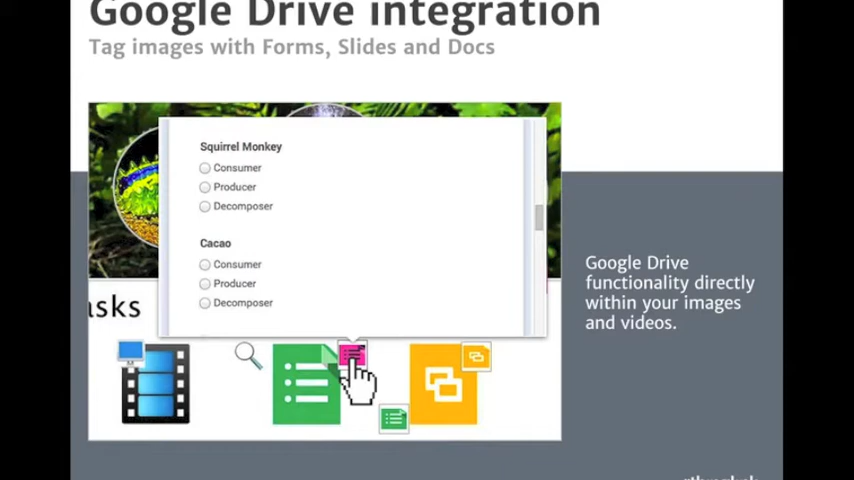 Google Drive integration
Tag images with Forms, Slides and Docs
Squirrel Monkey
Consumer
Producer
Decomposer
Cacao
Consumer
Producer
Decomposer
asks
Google Drive
functionality directly
within your images
and videos.